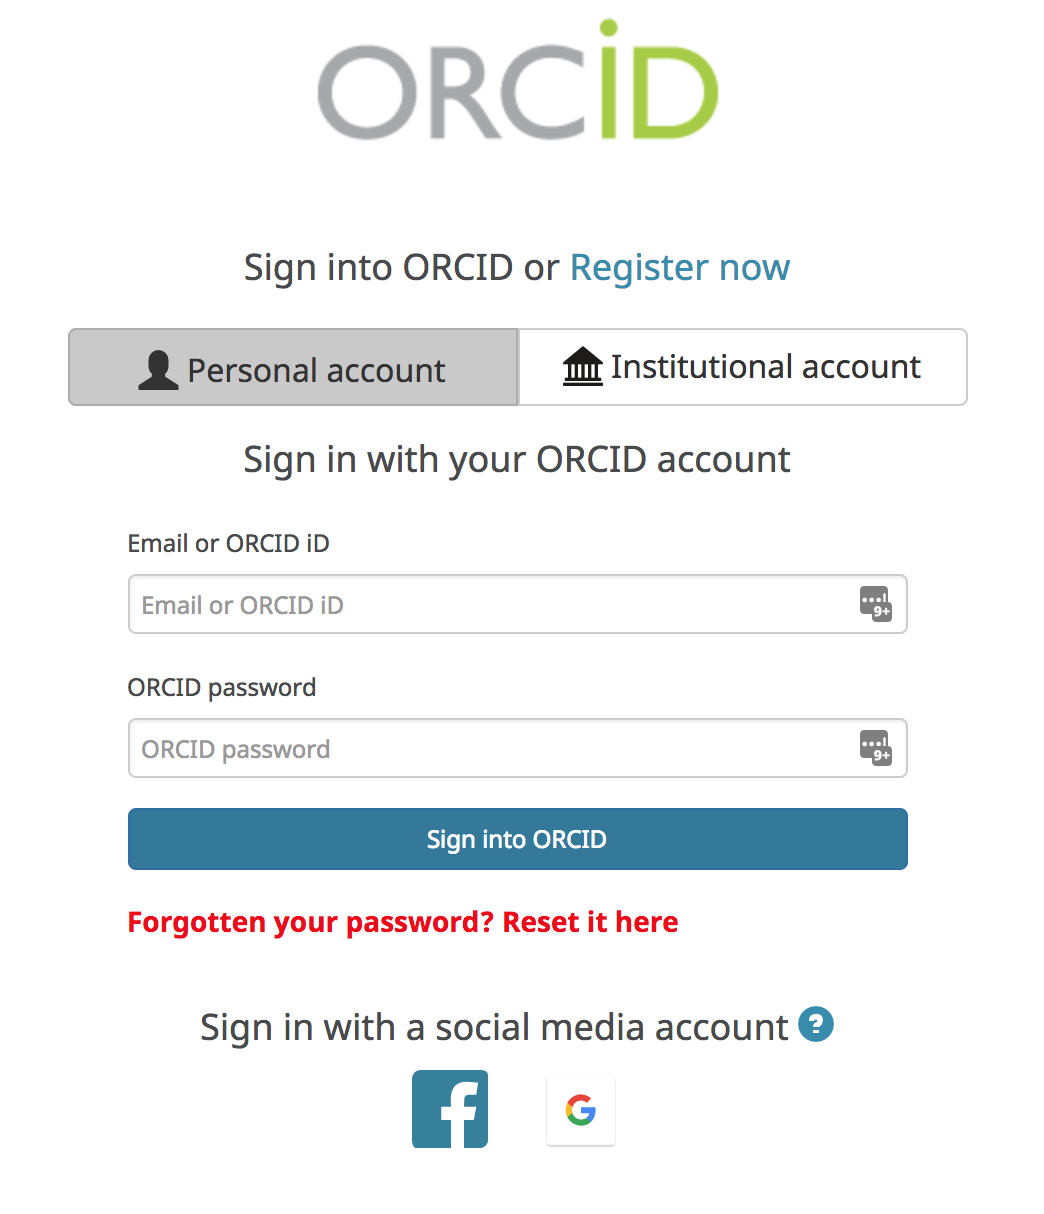 ORCiD
Sign into ORCID or Register now
Personal account
Institutional account
Sign in with your ORCID account
Email or ORCID iD
Email or ORCID iD
9+
ORCID password
ORCID password
9+
Sign into ORCID
Forgotten your password? Reset it here
Sign in with a social media account ?
f
G